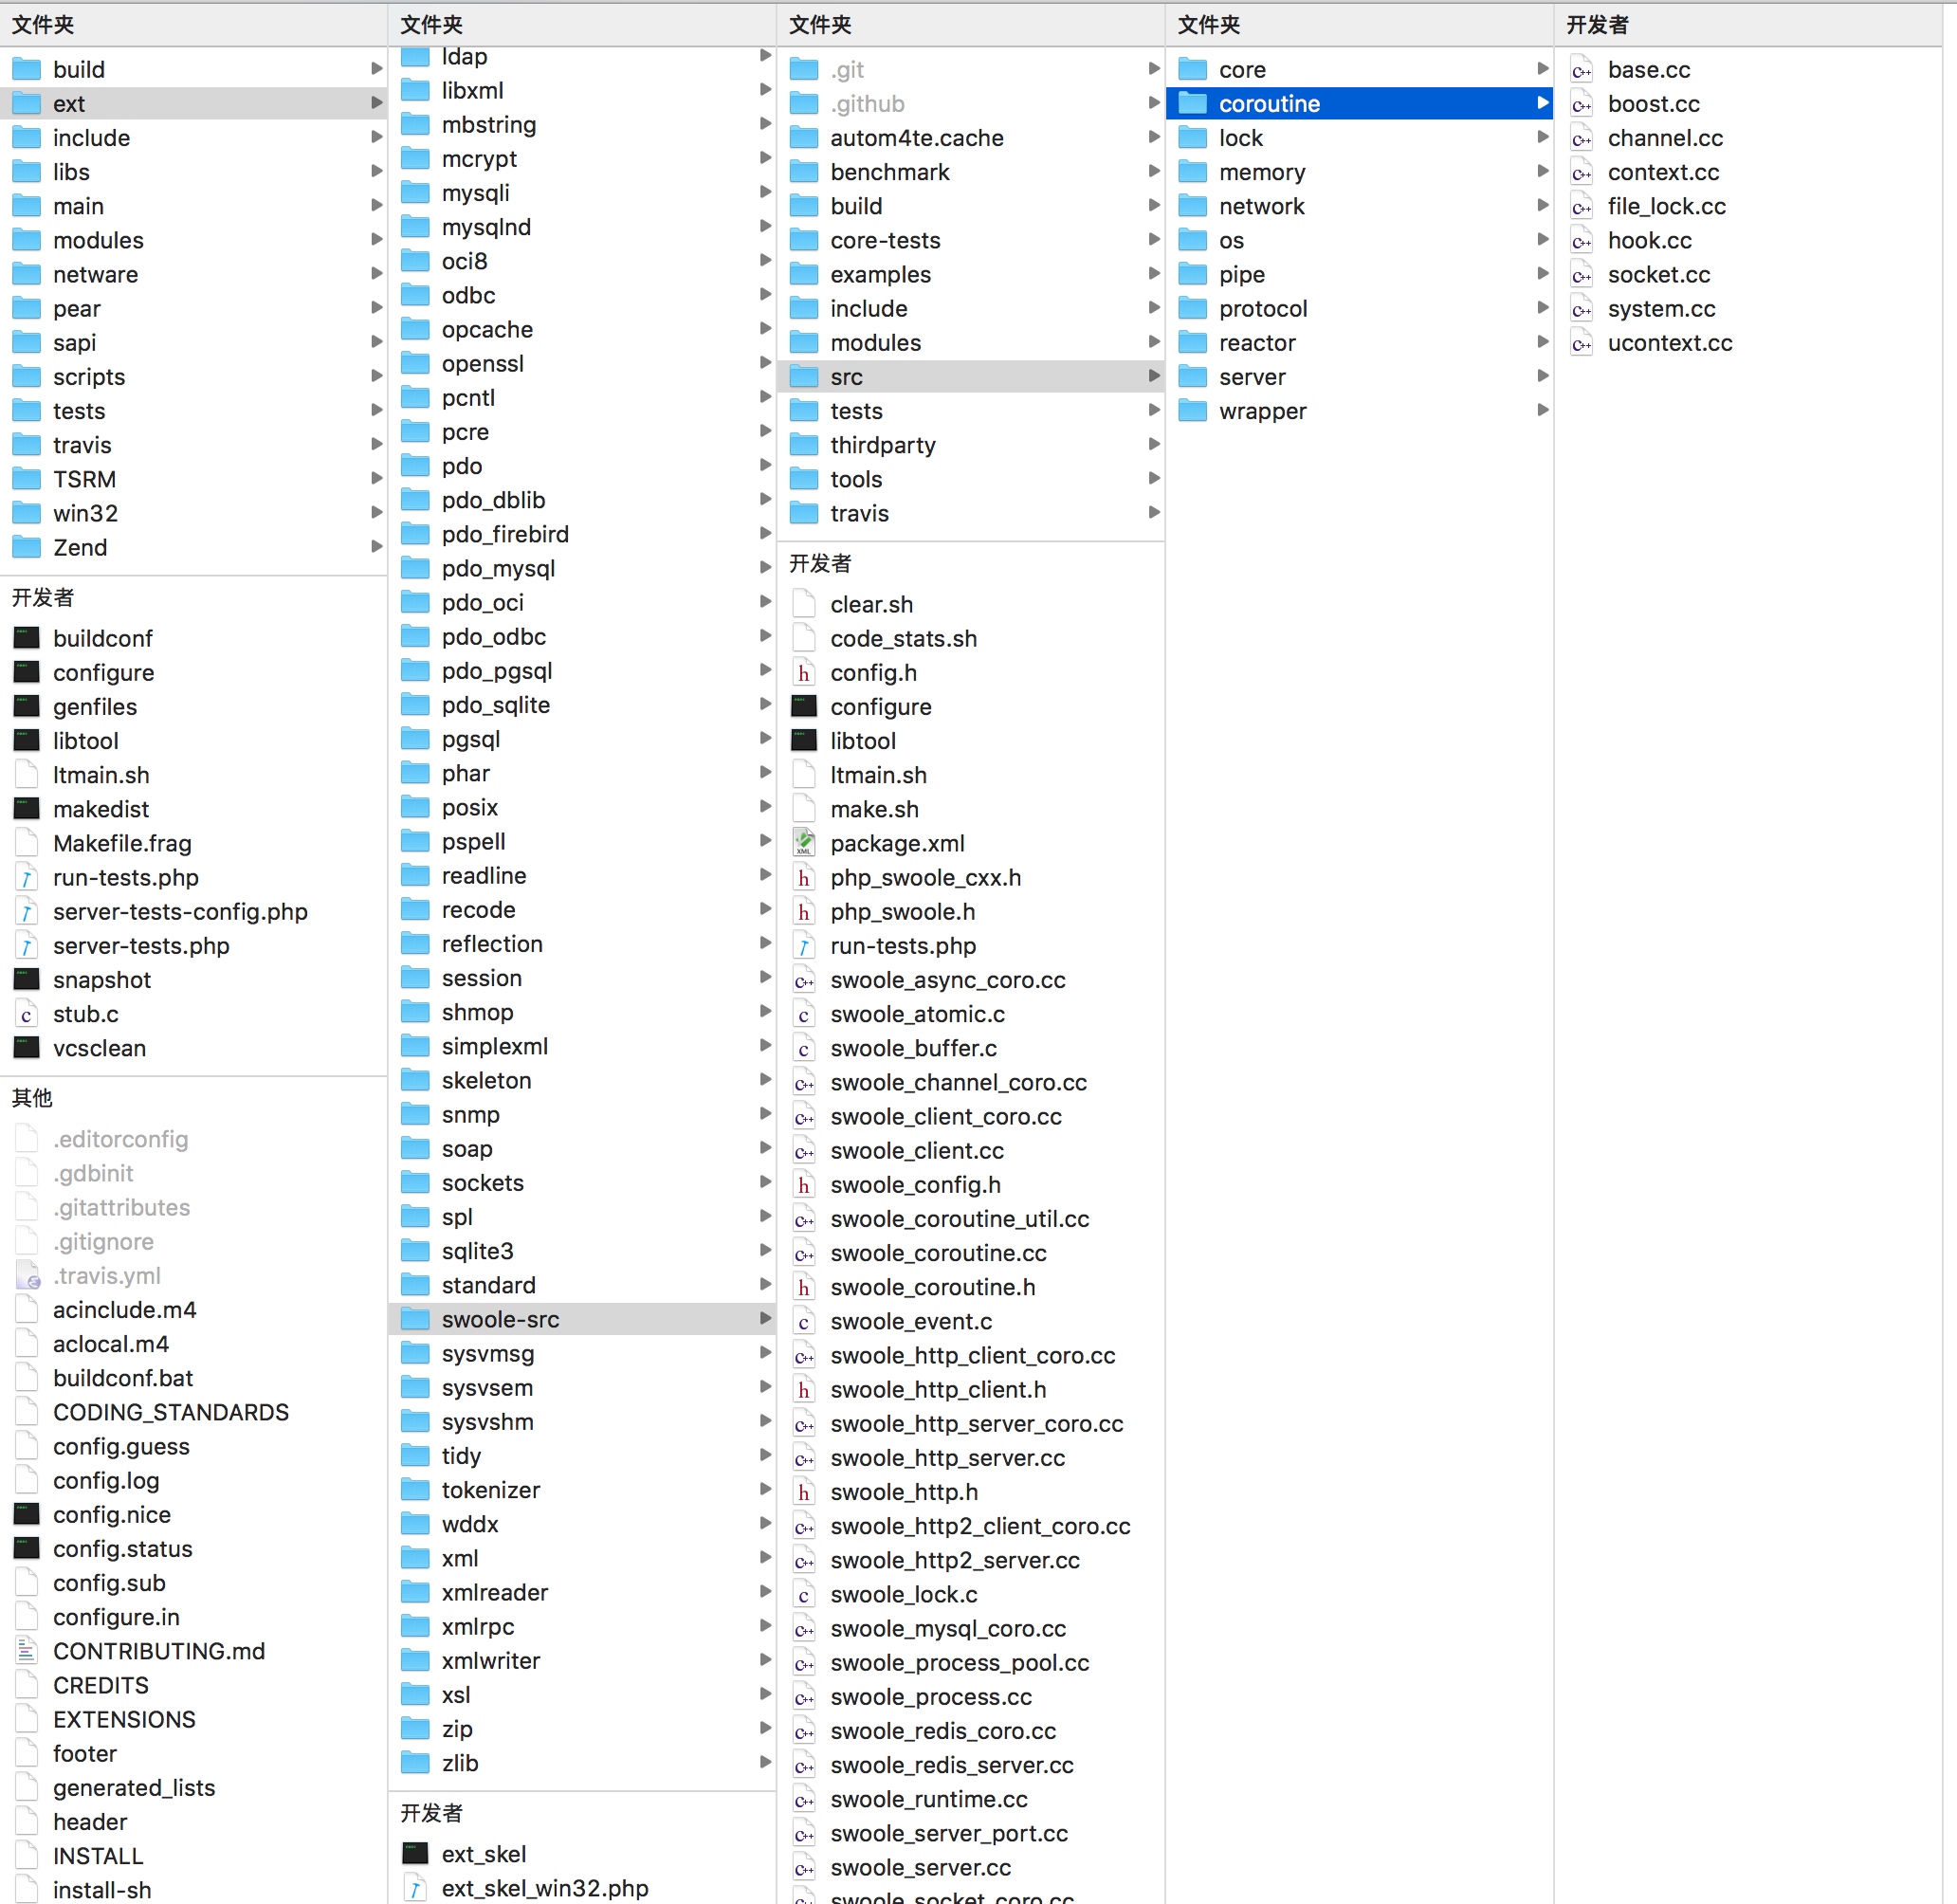 文件夹
build
ext
include
libs
main
modules
netware
pear
sapi
scripts
tests
travis
TSRM
win32
Zend
开发者
buildconf
configure
genfiles
libtool
ltmain.sh
makedist
Makefile.frag
run-tests.php
server-tests-config.php
server-tests.php
snapshot
stub.c
vcsclean
其他
.editorconfig
.gdbinit
.gitattributes
.gitignore
.travis.yml
acinclude.m4
aclocal.m4
buildconf.bat
CODING_STANDARDS
config.guess
config.log
config.nice
config.status
config.sub
configure.in
CONTRIBUTING.md
CREDITS
EXTENSIONS
footer
generated_lists
header
INSTALL
install-sh
文件夹
ldap
libxml
mbstring
mcrypt
mysqli
mysqlnd
oci8
odbc
opcache
openssl
pcntl
pcre
pdo
pdo_dblib
pdo_firebird
pdo_mysql
pdo_oci
pdo_odbc
pdo_pgsql
pdo_sqlite
pgsql
phar
posix
pspell
readline
recode
reflection
session
shmop
simplexml
skeleton
snmp
soap
sockets
spl
sqlite3
standard
swoole-src
sysvmsg
sysvsem
sysvshm
tidy
tokenizer
wddx
xml
xmlreader
xmlrpc
xmlwriter
xsl
zip
zlib
开发者
ext_skel
ext_skel_win32.php
文件夹
.git
.github
autom4te.cache
benchmark
build
core-tests
examples
include
modules
src
tests
thirdparty
tools
travis
开发者
clear.sh
code_stats.sh
config.h
configure
libtool
ltmain.sh
make.sh
package.xml
php_swoole_cxx.h
php_swoole.h
run-tests.php
swoole_async_coro.cc
swoole_atomic.c
swoole_buffer.c
swoole_channel_coro.cc
swoole_client_coro.cc
swoole_client.cc
swoole_config.h
swoole_coroutine_util.cc
swoole_coroutine.cc
swoole_coroutine.h
swoole_event.c
swoole_http_client_coro.cc
swoole_http_client.h
swoole_http_server_coro.cc
swoole_http_server.cc
swoole_http.h
swoole_http2_client_coro.cc
swoole_http2_server.cc
swoole_lock.c
swoole_mysql_coro.cc
swoole_process_pool.cc
swoole_process.cc
swoole_redis_coro.cc
swoole_redis_server.cc
swoole_runtime.cc
swoole_server_port.cc
swoole_server.cc
swoole_socket_coro.cc
文件夹
core
coroutine
lock
memory
network
os
pipe
protocol
reactor
server
wrapper
开发者
base.cc
boost.cc
channel.cc
context.cc
file_lock.cc
hook.cc
socket.cc
system.cc
ucontext.cc